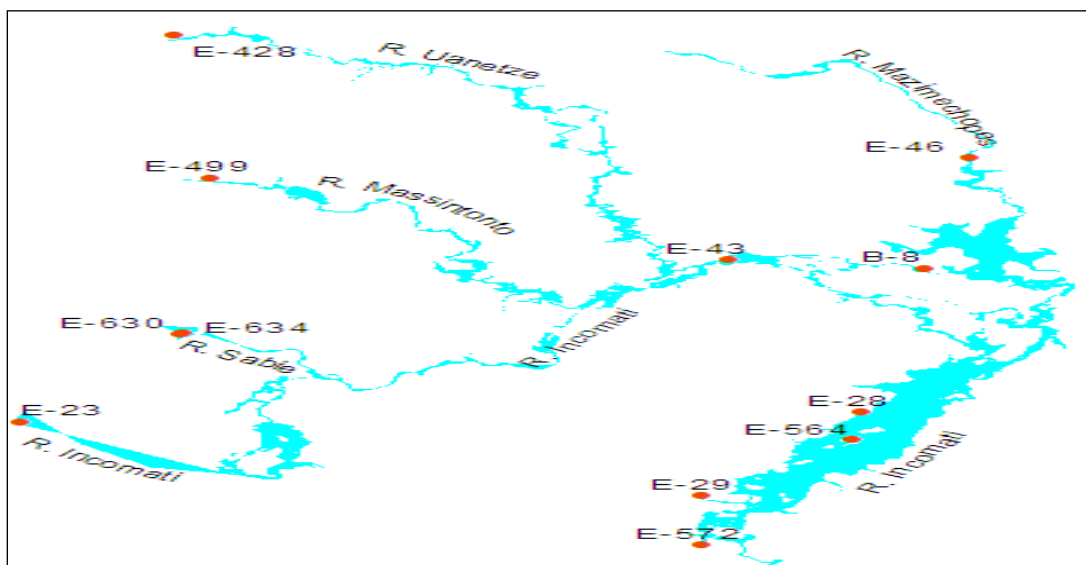 E-428
R. Uanetze
R. Mazimechopes
E-46
E-499
R. Massintonto
E-43
B-8
E-630
E-634
R. Sabie
R. Incomati
E-23
R. Incomati
E-28
E-564
R. Incomati
E-29
E-572